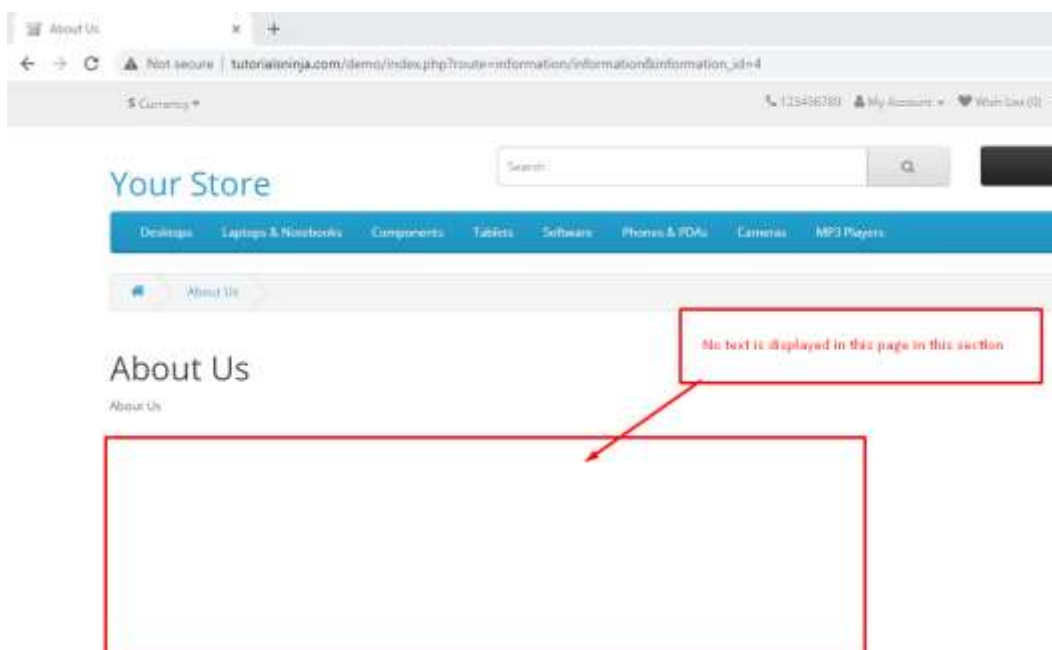 About Us
Not secure | tutorialsninja.com/demo/index.php?route=information/information&information_id=4
$ Currency
123456789 My Account Wish List (0)
Your Store
Search
Desktops Laptops & Notebooks Components Tablets Software Phones & PDAs Cameras MP3 Players
About Us
No text is displayed in this page in this section
About Us
About Us